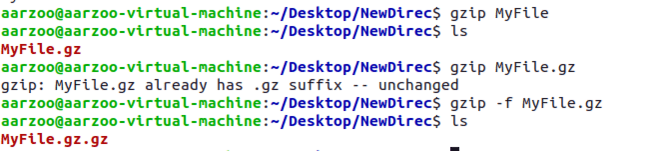 aarzoo@aarzoo-virtual-machine:~/Desktop/NewDirec$ gzip MyFile
aarzoo@aarzoo-virtual-machine:~/Desktop/NewDirec$ ls
MyFile.gz
aarzoo@aarzoo-virtual-machine:~/Desktop/NewDirec$ gzip MyFile.gz
gzip: MyFile.gz already has .gz suffix -- unchanged
aarzoo@aarzoo-virtual-machine:~/Desktop/NewDirec$ gzip -f MyFile.gz
aarzoo@aarzoo-virtual-machine:~/Desktop/NewDirec$ ls
MyFile.gz.gz